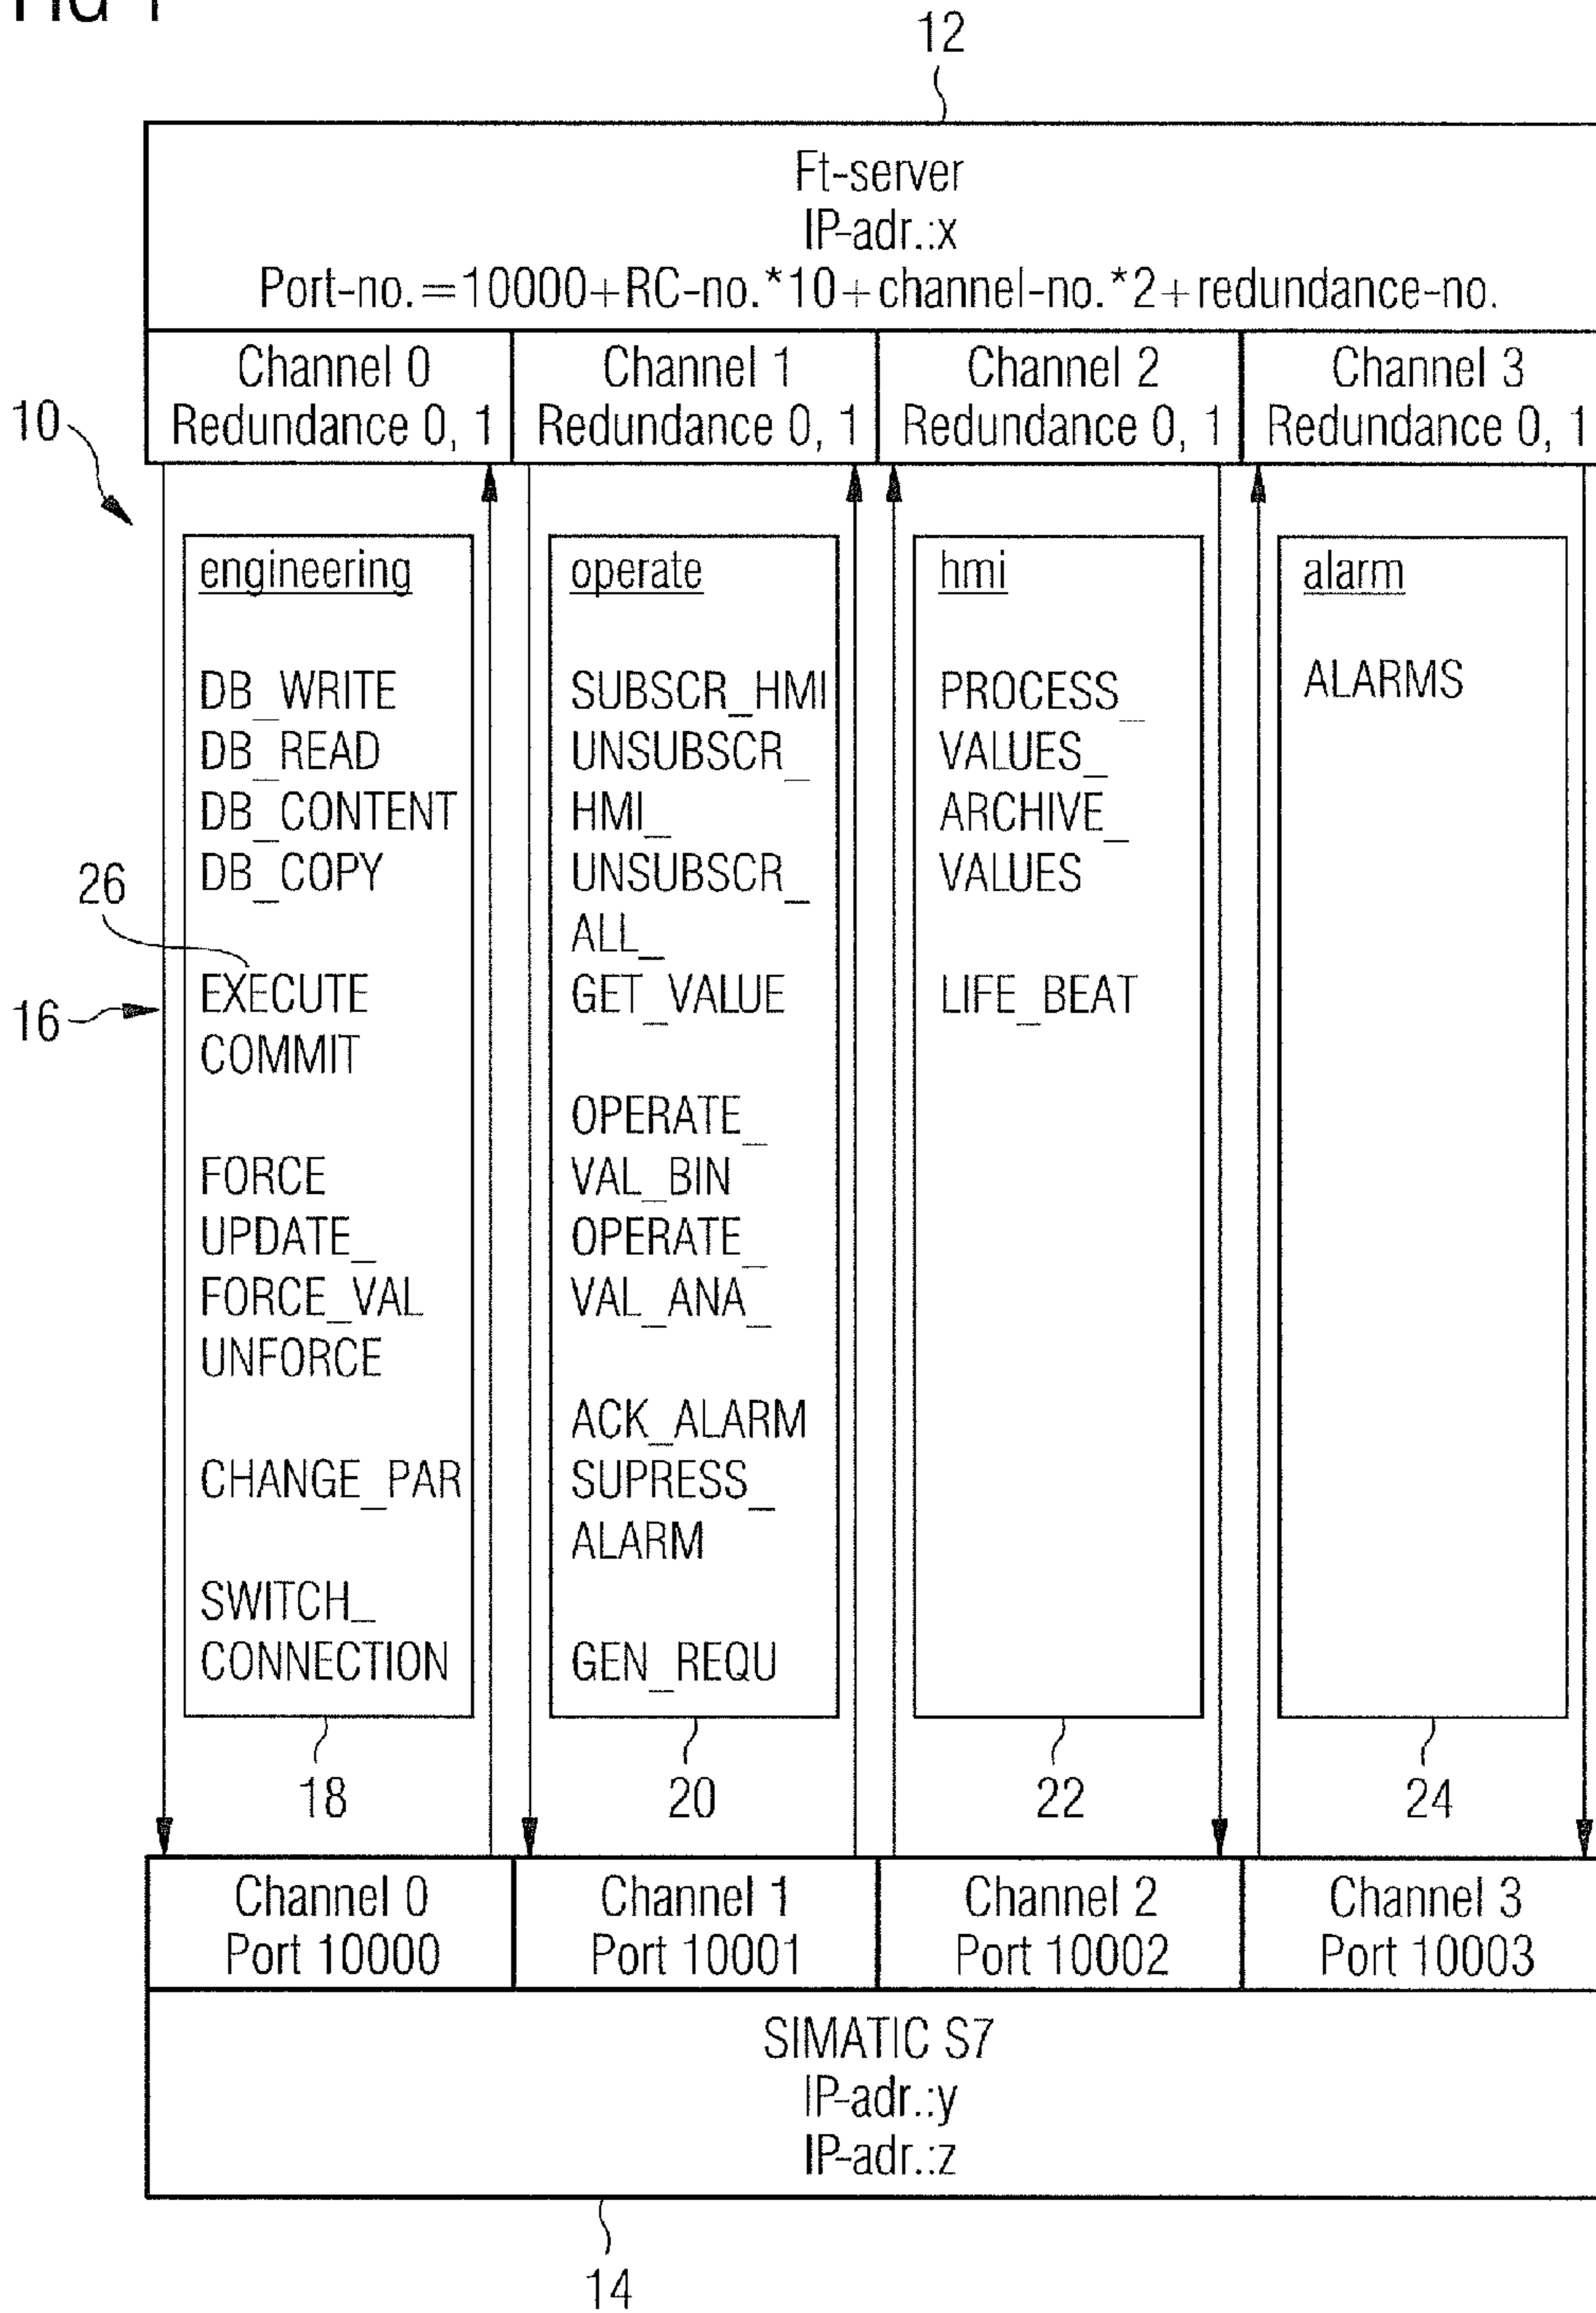 12
Ft-server
IP-adr.:x
Port-no.=10000+RC-no.*10+channel-no.*2+redundance-no.
Channel 0
Redundance 0, 1
Channel 1
Redundance 0, 1
Channel 2
Redundance 0, 1
Channel 3
Redundance 0, 1
10
engineering
DB_WRITE
DB_READ
DB_CONTENT
DB_COPY
26
EXECUTE
16
COMMIT
FORCE
UPDATE_
FORCE_VAL
UNFORCE
CHANGE_PAR
SWITCH_
CONNECTION
18
operate
SUBSCR_HMI
UNSUBSCR_
HMI_
UNSUBSCR_
ALL_
GET_VALUE
OPERATE_
VAL_BIN
OPERATE_
VAL_ANA_
ACK_ALARM
SUPRESS_
ALARM
GEN_REQU
20
hmi
PROCESS_
VALUES_
ARCHIVE_
VALUES
LIFE_BEAT
22
alarm
ALARMS
24
Channel 0
Port 10000
Channel 1
Port 10001
Channel 2
Port 10002
Channel 3
Port 10003
SIMATIC S7
IP-adr.:y
IP-adr.:z
14